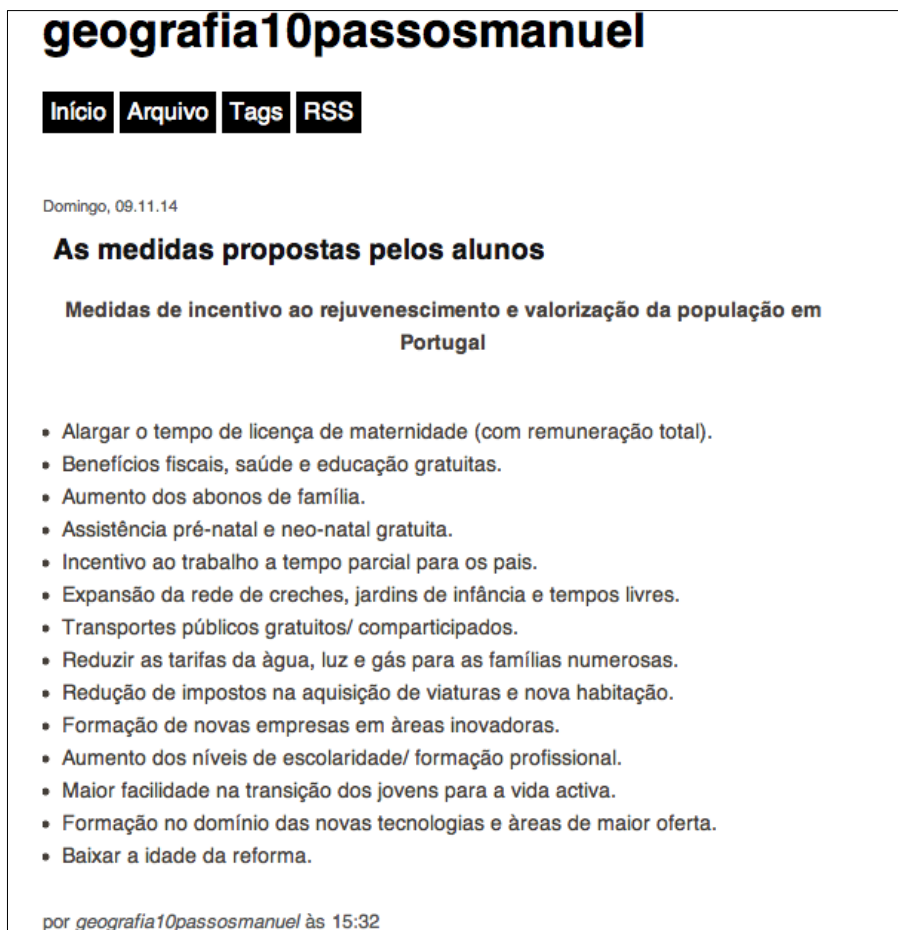 geografia10passosmanuel
Início Arquivo Tags RSS
Domingo, 09.11.14
As medidas propostas pelos alunos
Medidas de incentivo ao rejuvenescimento e valorização da população em
Portugal
• Alargar o tempo de licença de maternidade (com remuneração total).
• Benefícios fiscais, saúde e educação gratuitas.
• Aumento dos abonos de família.
• Assistência pré-natal e neo-natal gratuita.
• Incentivo ao trabalho a tempo parcial para os pais.
• Expansão da rede de creches, jardins de infância e tempos livres.
• Transportes públicos gratuitos/ comparticipados.
• Reduzir as tarifas da àgua, luz e gás para as famílias numerosas.
• Redução de impostos na aquisição de viaturas e nova habitação.
• Formação de novas empresas em àreas inovadoras.
• Aumento dos níveis de escolaridade/ formação profissional.
• Maior facilidade na transição dos jovens para a vida activa.
• Formação no domínio das novas tecnologias e àreas de maior oferta.
• Baixar a idade da reforma.
por geografia10passosmanuel às 15:32